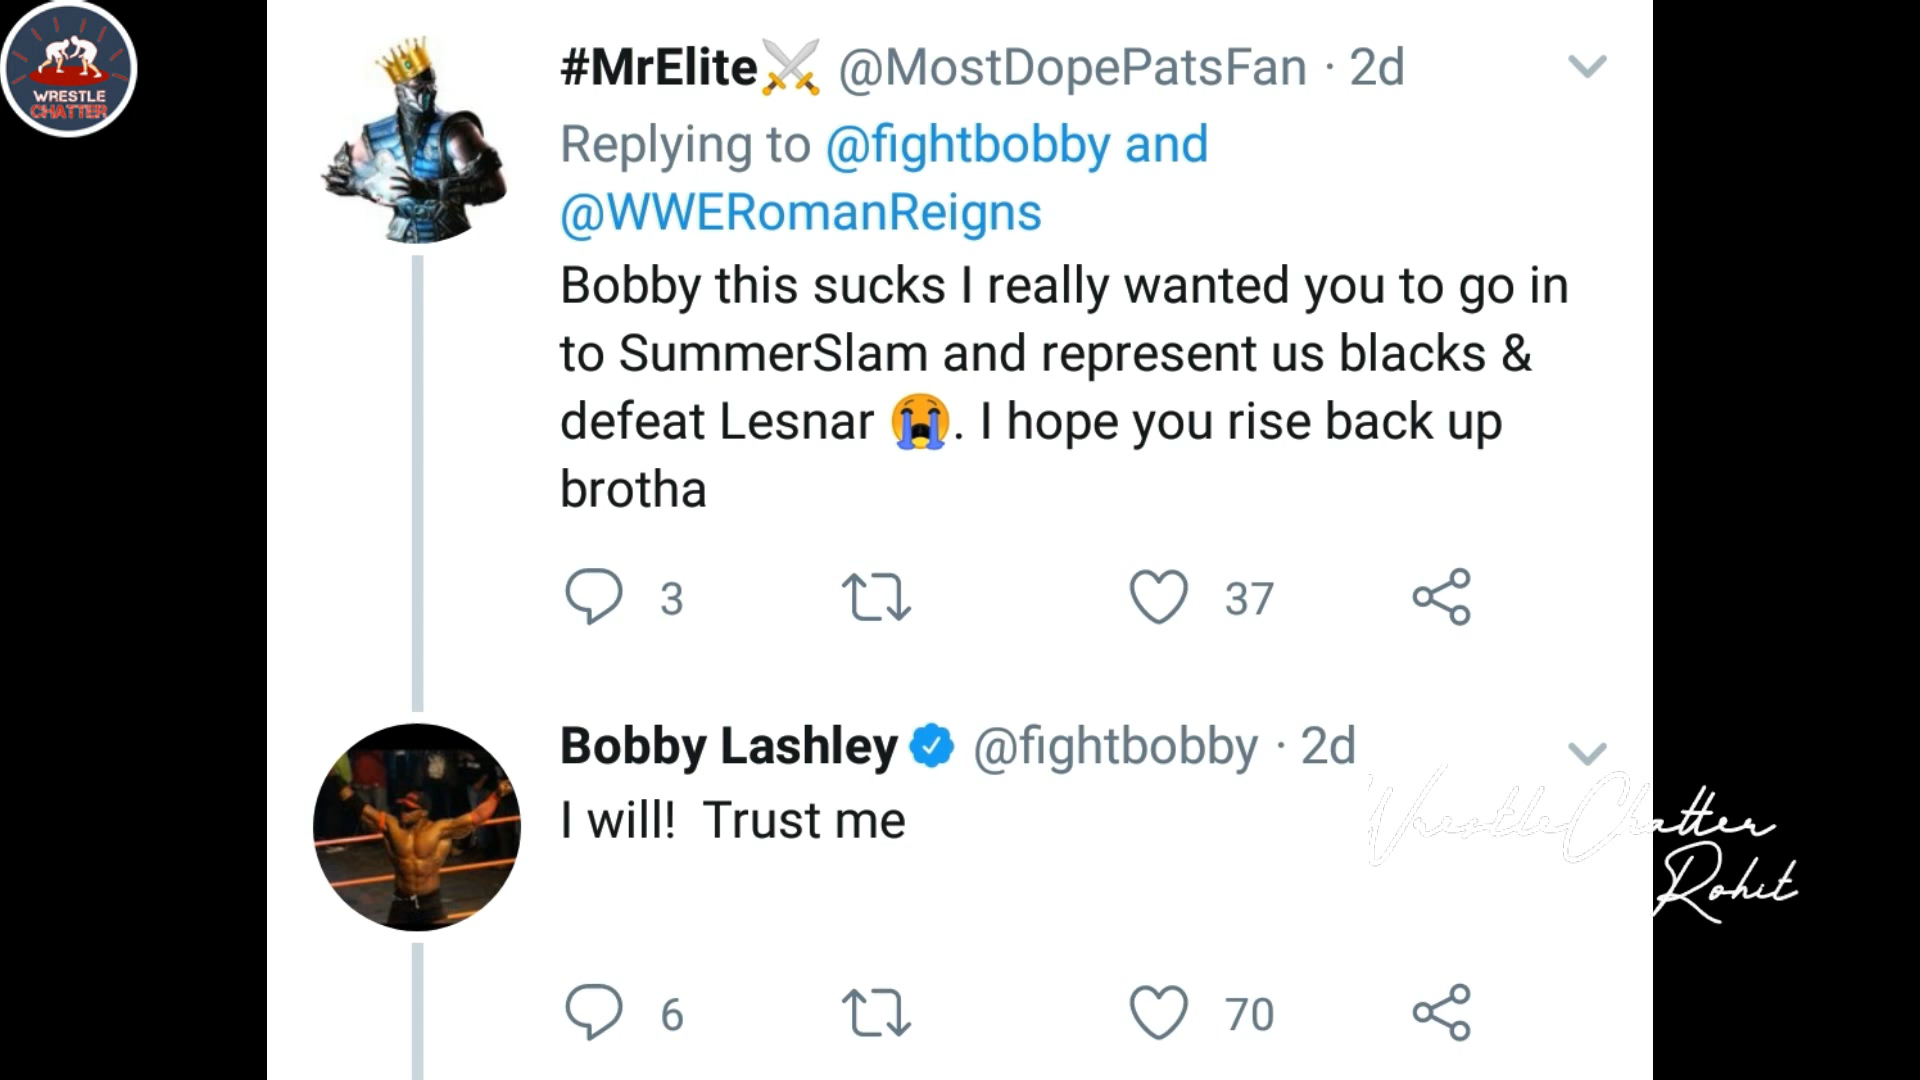 WRESTLE
CHATTER
#MrElite⚔️ @MostDopePatsFan · 2d
Replying to @fightbobby and
@WWERomanReigns
Bobby this sucks I really wanted you to go in
to SummerSlam and represent us blacks &
defeat Lesnar 😭. I hope you rise back up
brotha
3 37
Bobby Lashley @fightbobby · 2d
I will!  Trust me
WrestleChatter
Rohit
6 70